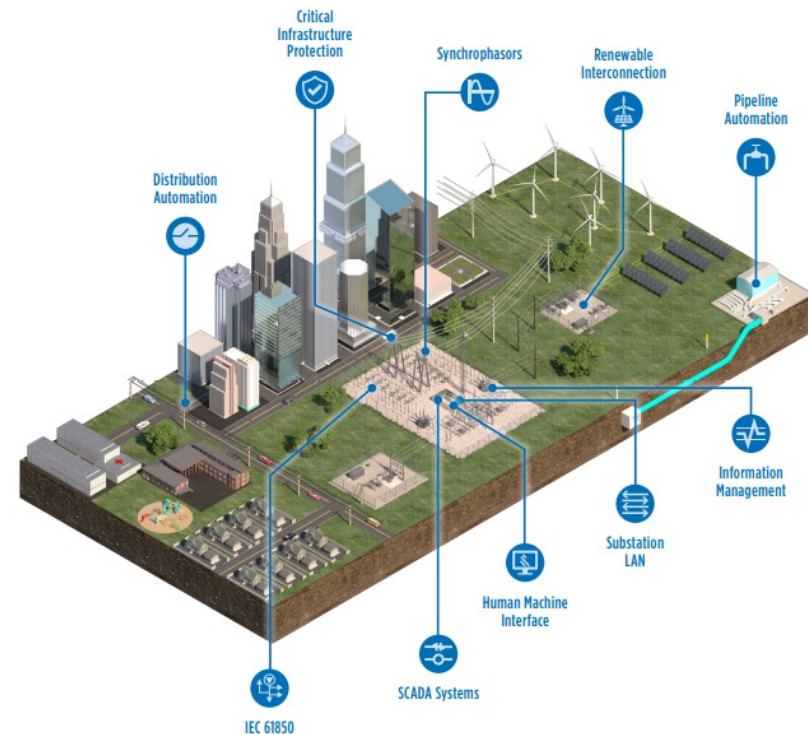 Critical
Infrastructure
Protection
Synchrophasors
Renewable
Interconnection
Pipeline
Automation
Distribution
Automation
Information
Management
Substation
LAN
Human Machine
Interface
SCADA Systems
IEC 61850